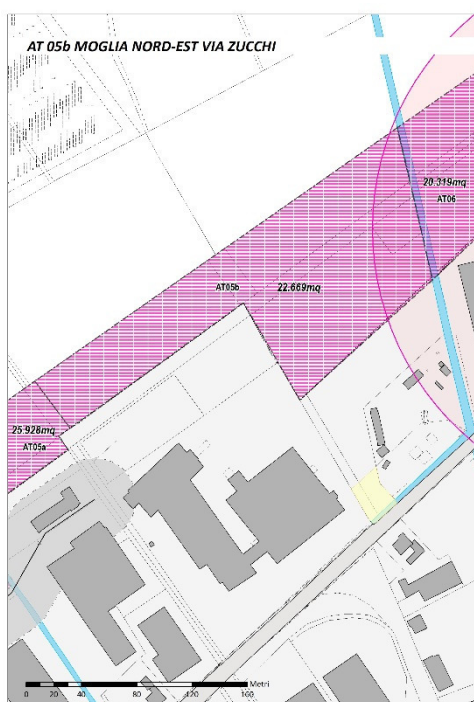 AT 05b MOGLIA NORD-EST VIA ZUCCHI
20.319mq
AT06
AT05b
22.669mq
25.928mq
AT05a
Metri
0 20 40 80 120 160